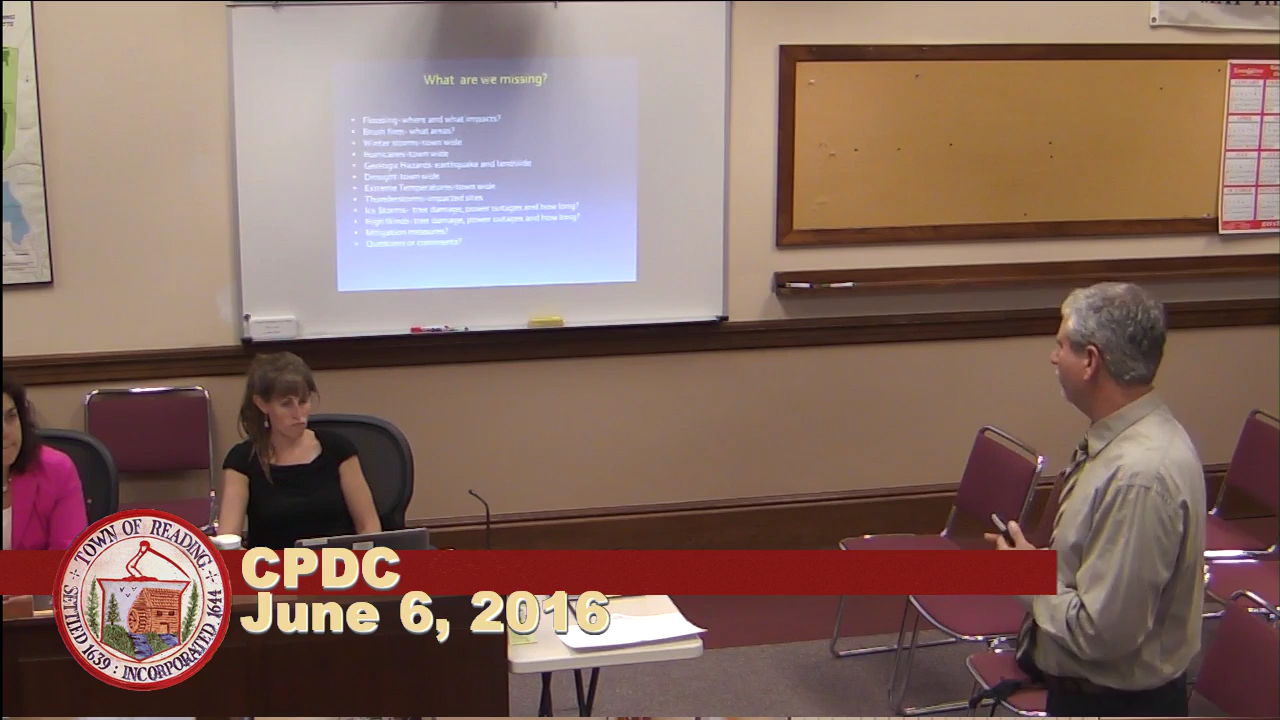 What are we missing?
• Flooding-where and what impacts?
• Brush fires- what areas?
• Winter storms-town wide
• Hurricanes-town wide
• Geologic Hazards-earthquake and landslide
• Drought-town wide
• Extreme Temperatures-town wide
• Thunderstorms-impacted sites
• Ice Storms- tree damage, power outages and how long?
• High Winds- tree damage, power outages and how long?
• Mitigation measures?
• Questions or comments?
TOWN OF READING
SETTLED 1639 : INCORPORATED 1644
CPDC
June 6, 2016